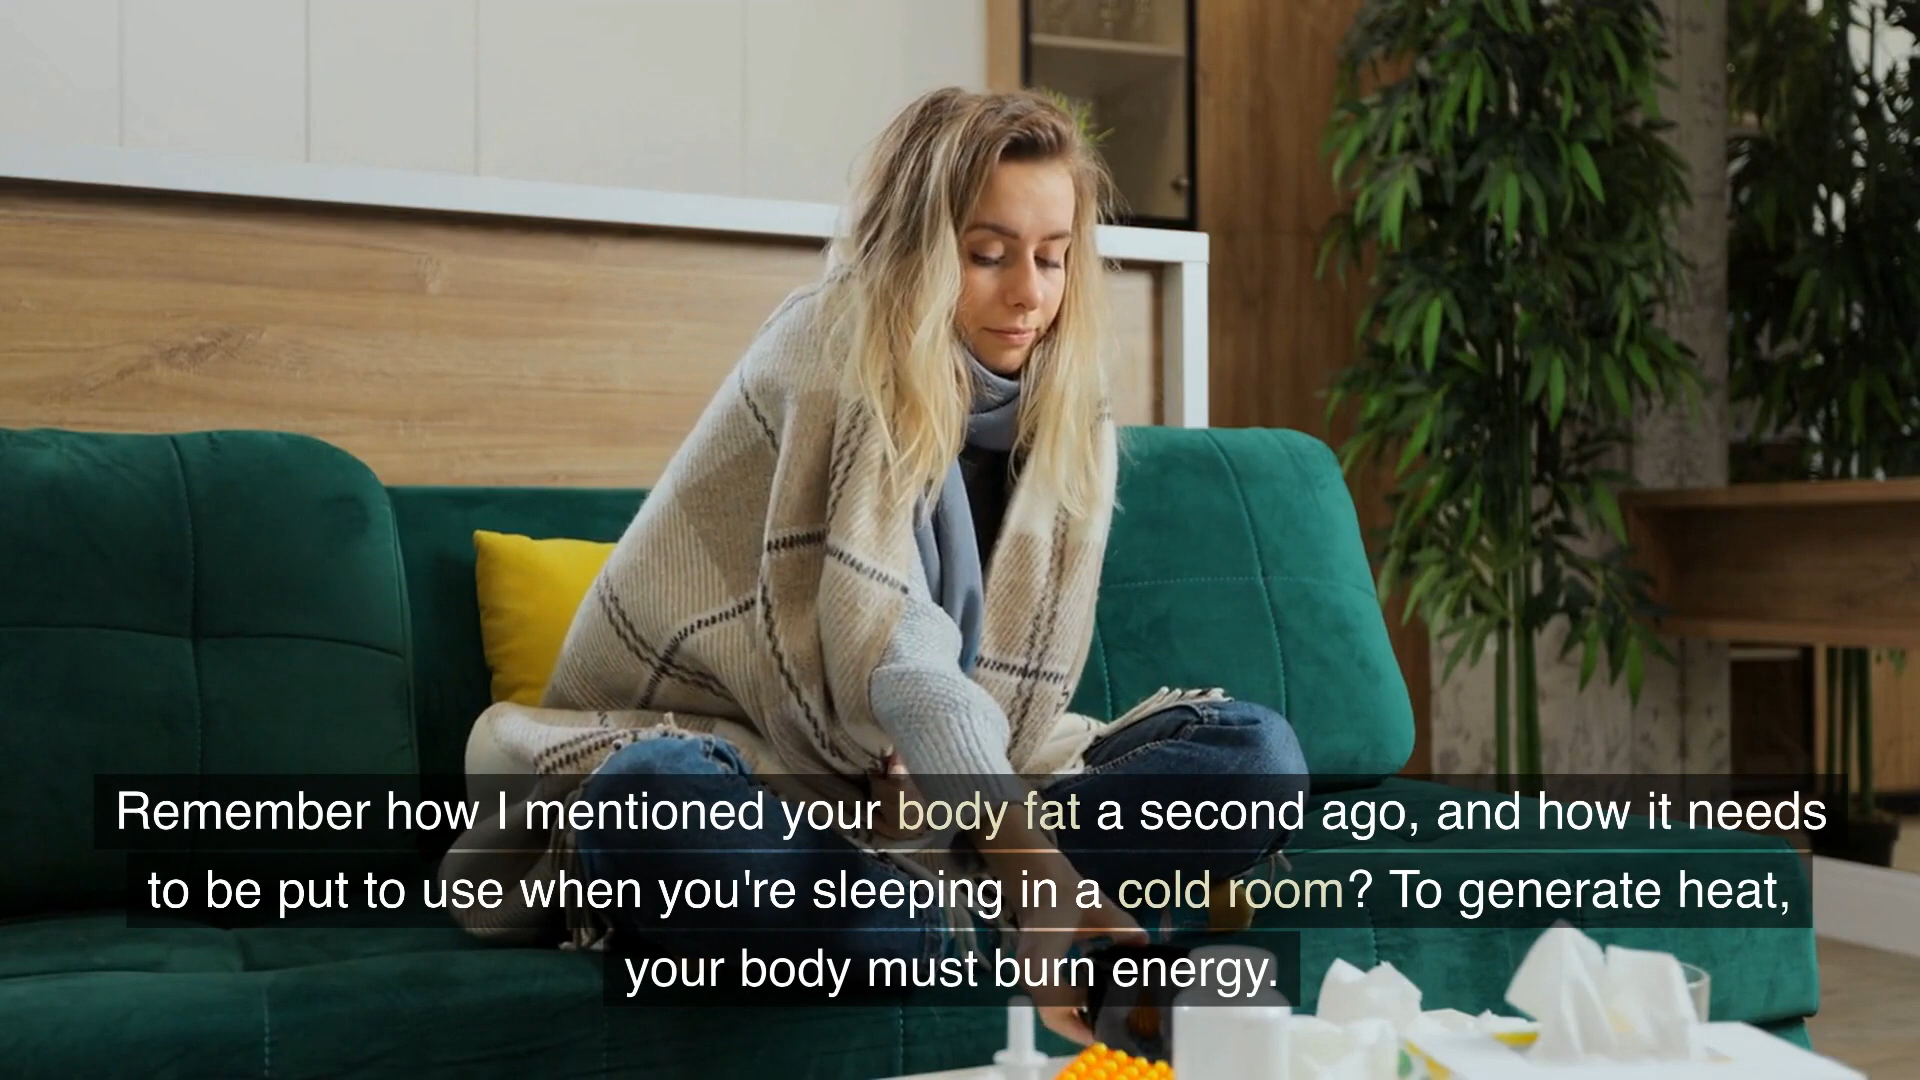 Remember how I mentioned your body fat a second ago, and how it needs
to be put to use when you're sleeping in a cold room? To generate heat,
your body must burn energy.